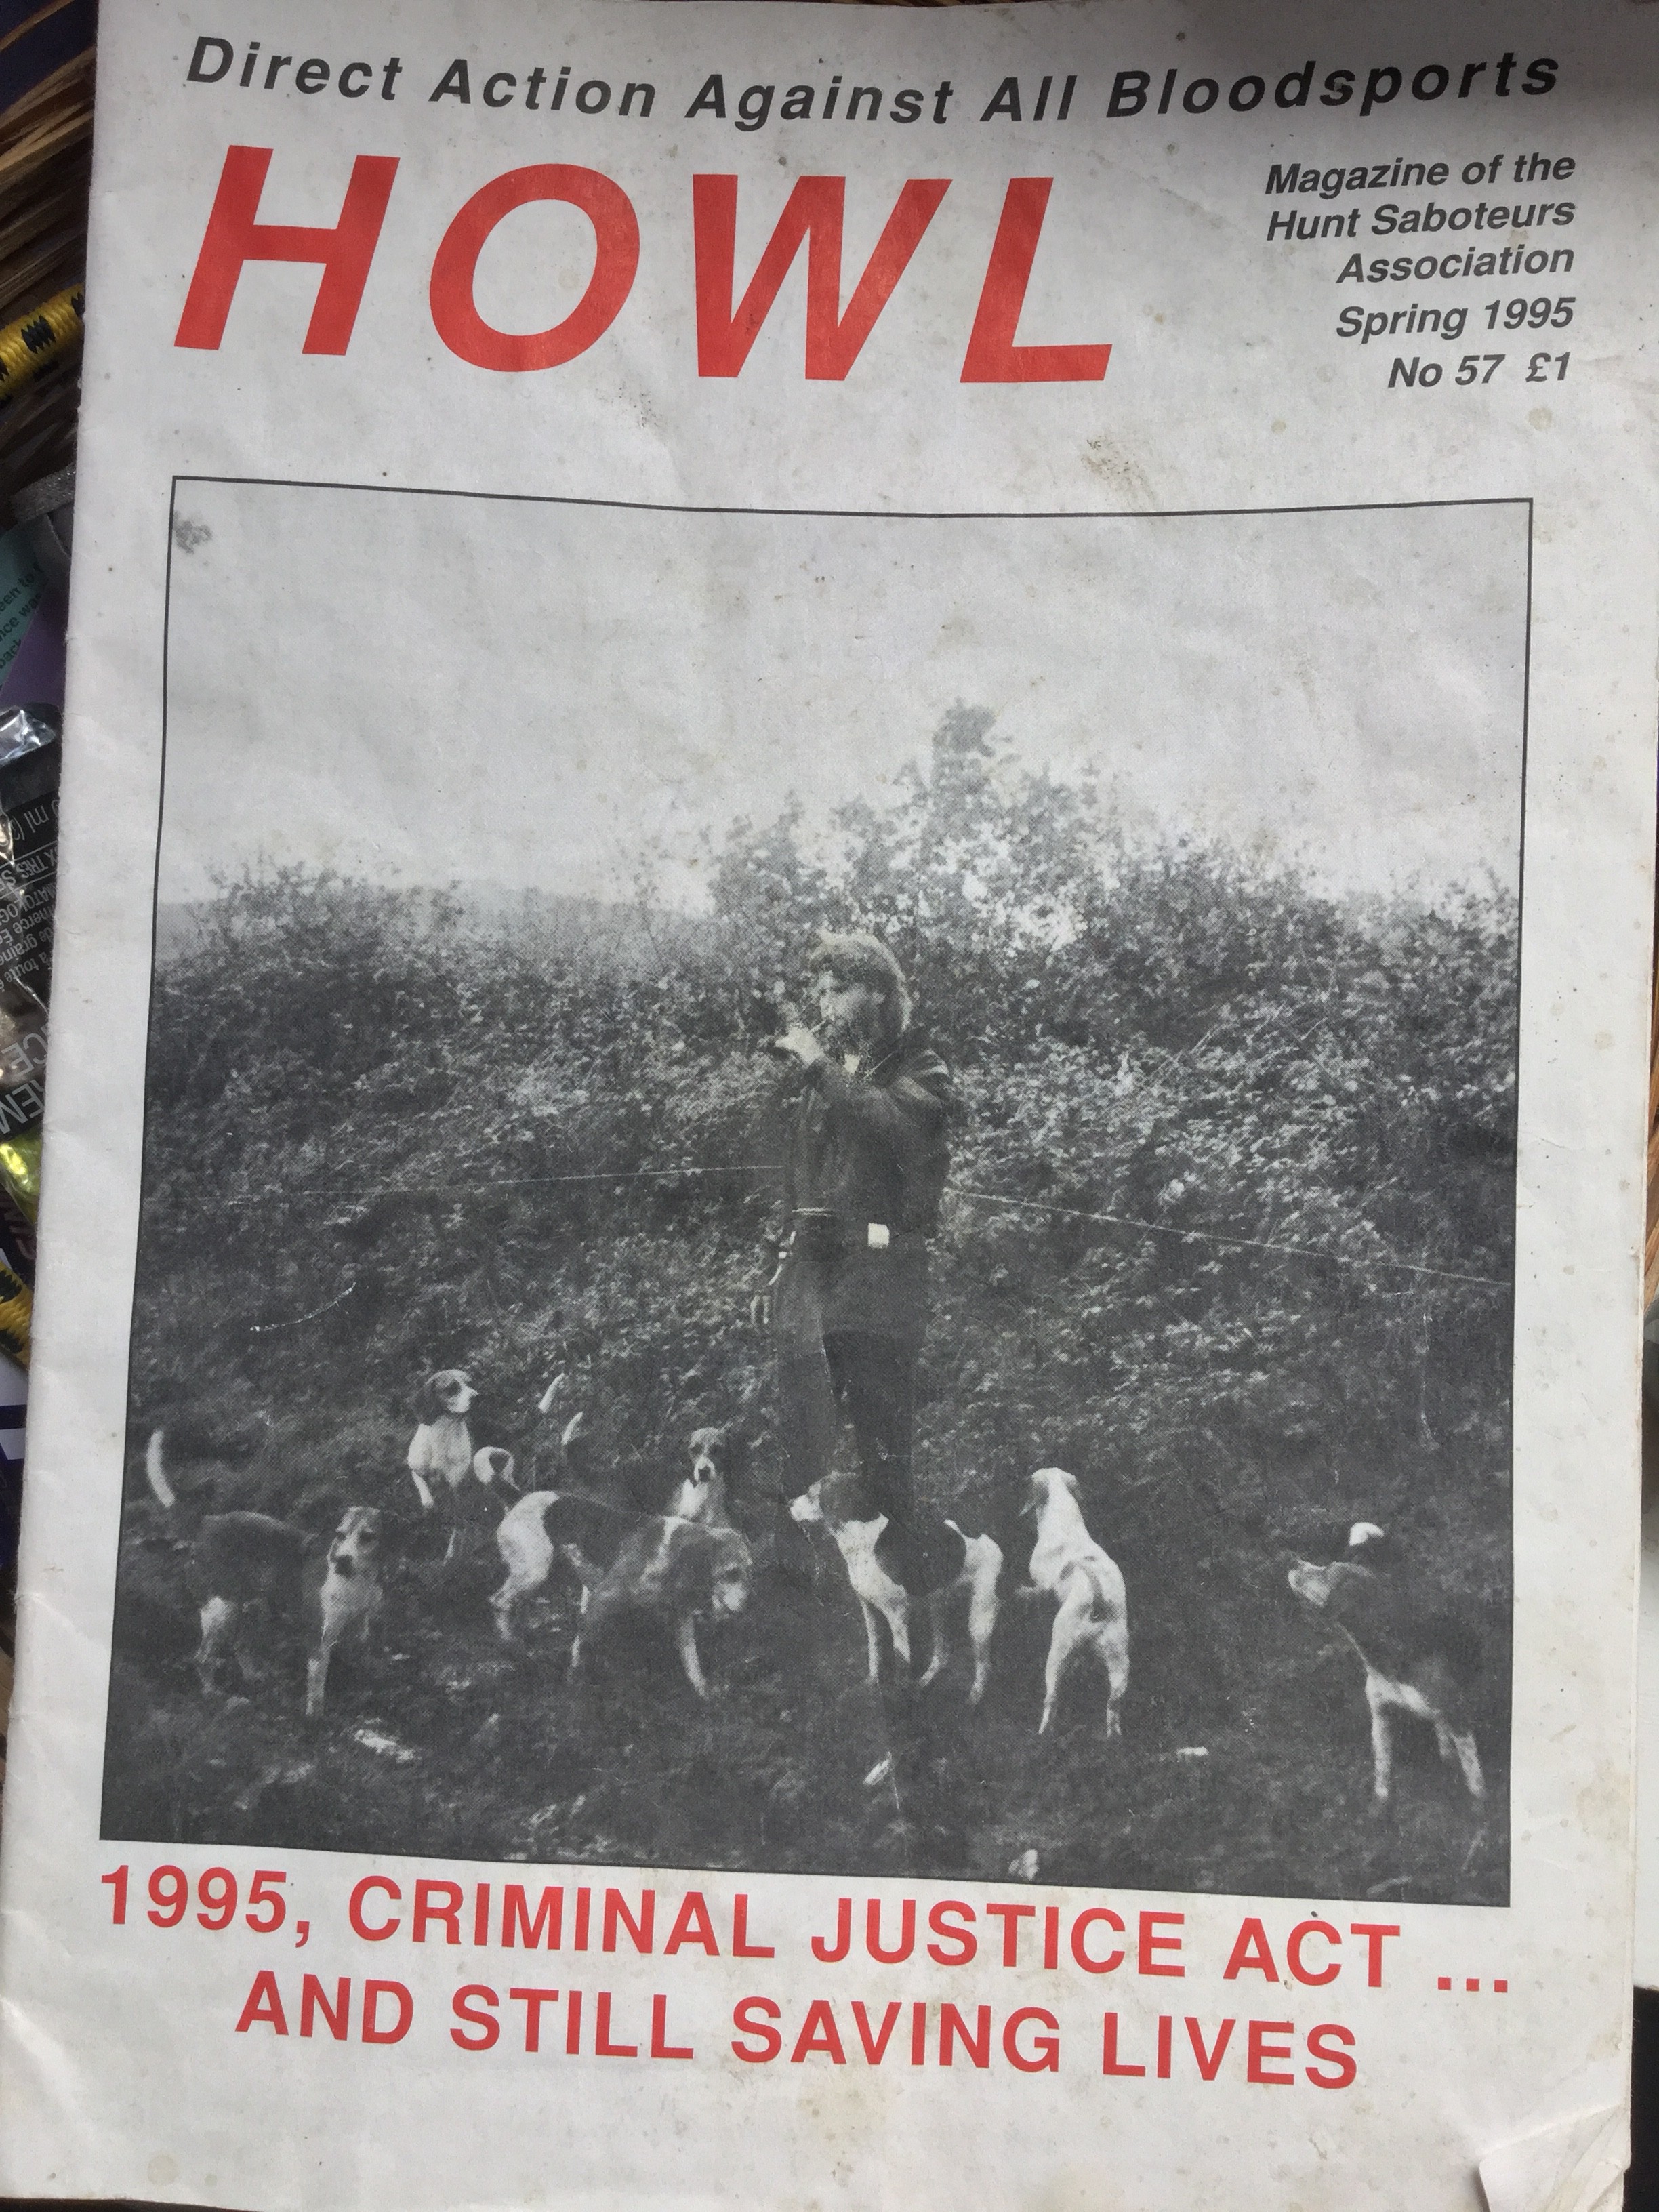 Direct Action Against All Bloodsports
HOWL
Magazine of the
Hunt Saboteurs
Association
Spring 1995
No 57 £1
1995, CRIMINAL JUSTICE ACT ...
AND STILL SAVING LIVES